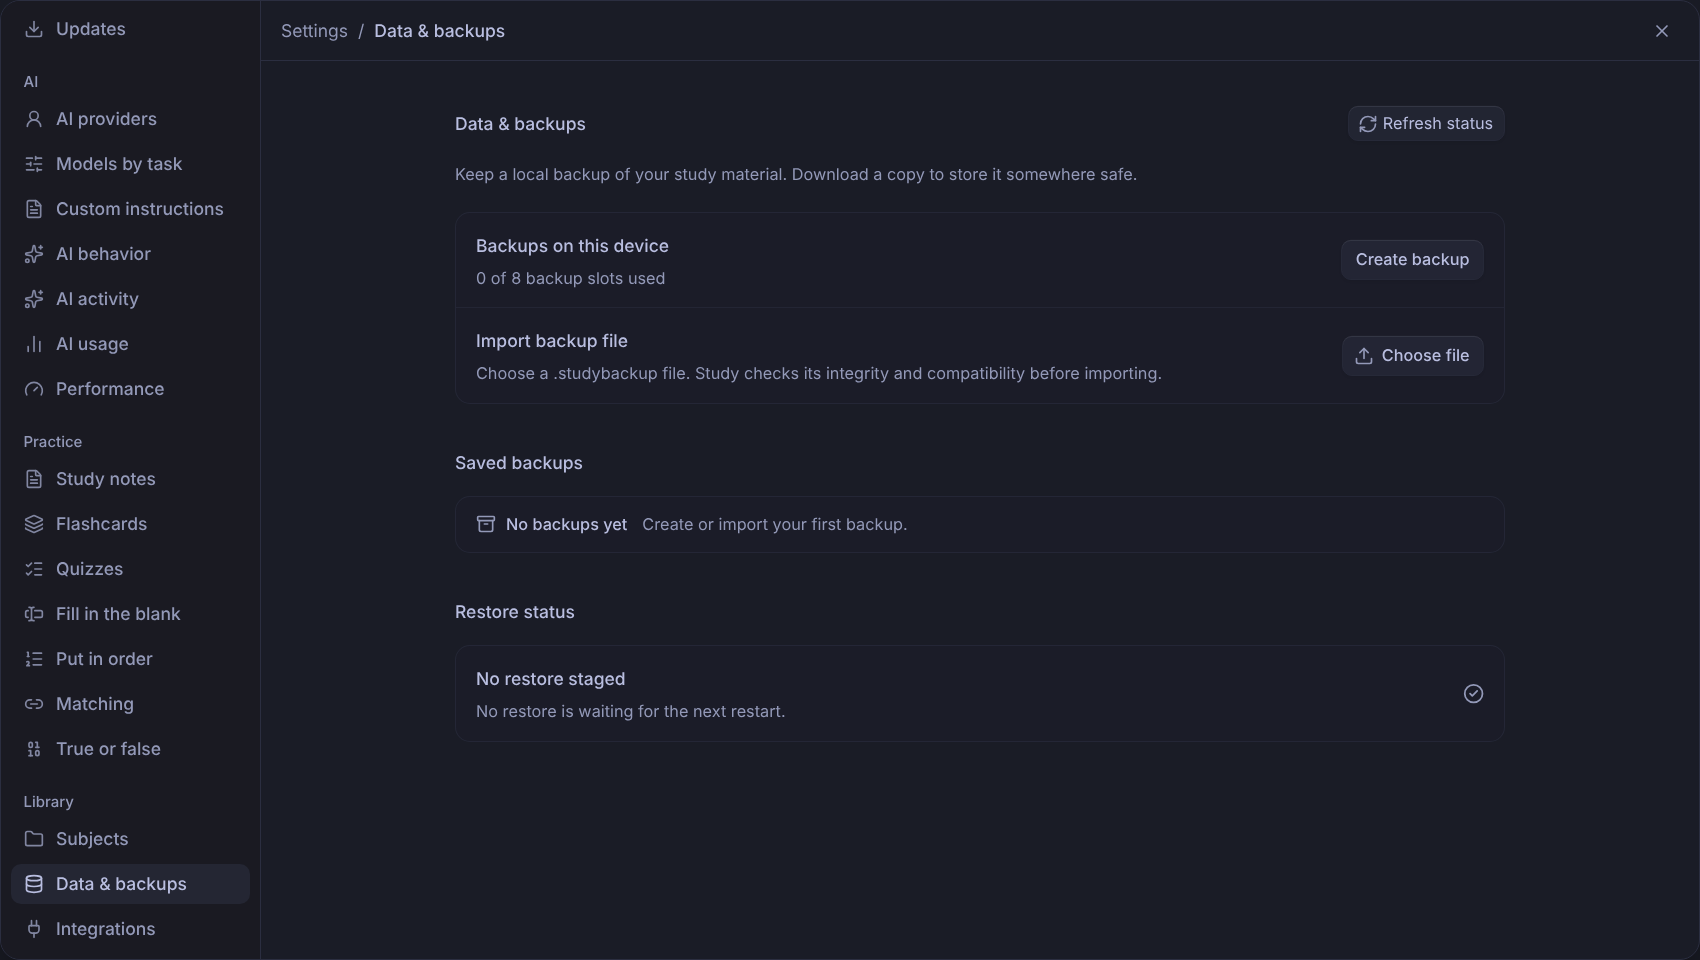 Updates
AI
AI providers
Models by task
Custom instructions
AI behavior
AI activity
AI usage
Performance
Practice
Study notes
Flashcards
Quizzes
Fill in the blank
Put in order
Matching
True or false
Library
Subjects
Data & backups
Integrations
Settings / Data & backups
Data & backups
Refresh status
Keep a local backup of your study material. Download a copy to store it somewhere safe.
Backups on this device
0 of 8 backup slots used
Create backup
Import backup file
Choose a .studybackup file. Study checks its integrity and compatibility before importing.
Choose file
Saved backups
No backups yet Create or import your first backup.
Restore status
No restore staged
No restore is waiting for the next restart.